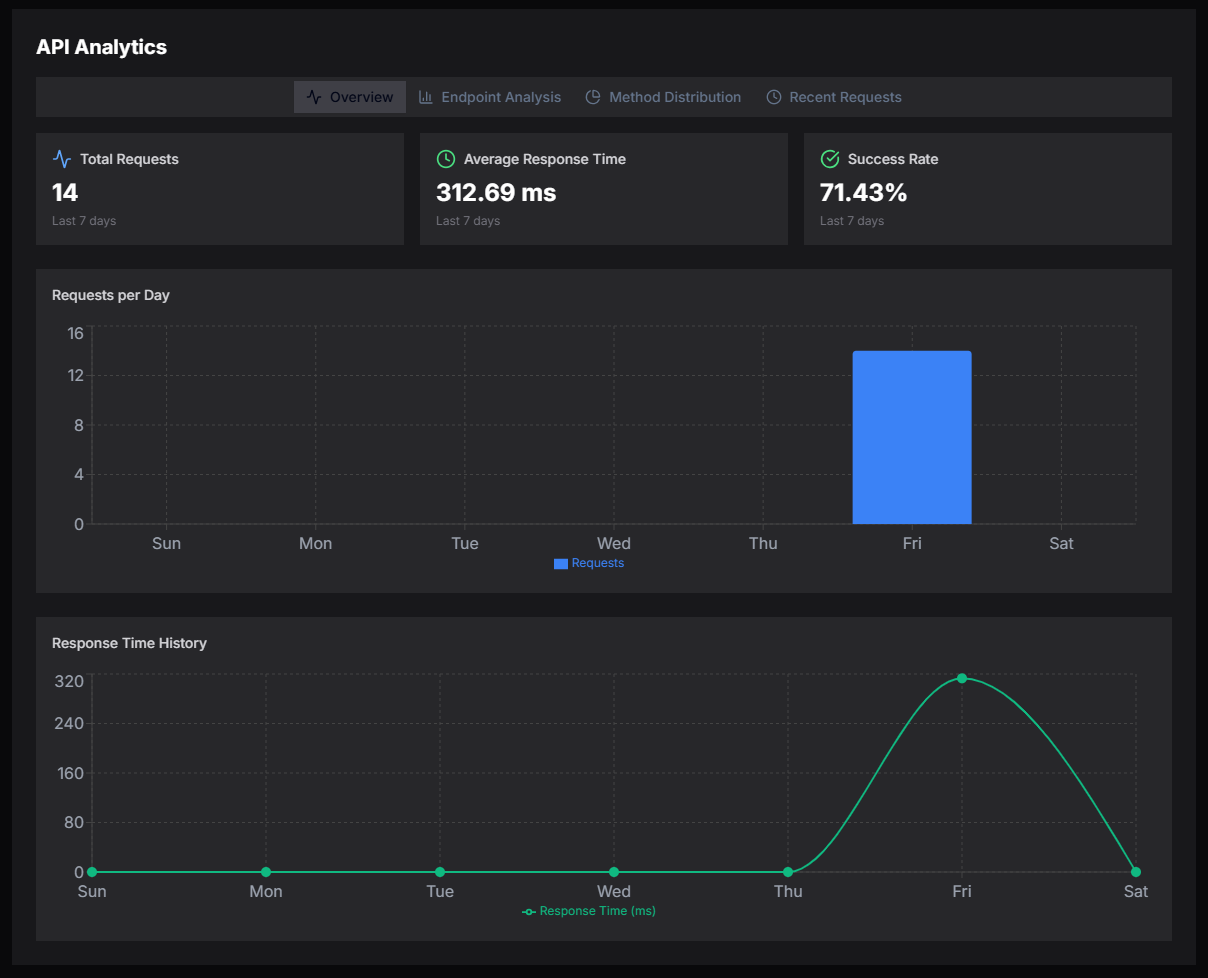 API Analytics
Overview Endpoint Analysis Method Distribution Recent Requests
Total Requests
14
Last 7 days
Average Response Time
312.69 ms
Last 7 days
Success Rate
71.43%
Last 7 days
Requests per Day
16
12
8
4
0
Sun Mon Tue Wed Thu Fri Sat
Requests
Response Time History
320
240
160
80
0
Sun Mon Tue Wed Thu Fri Sat
Response Time (ms)